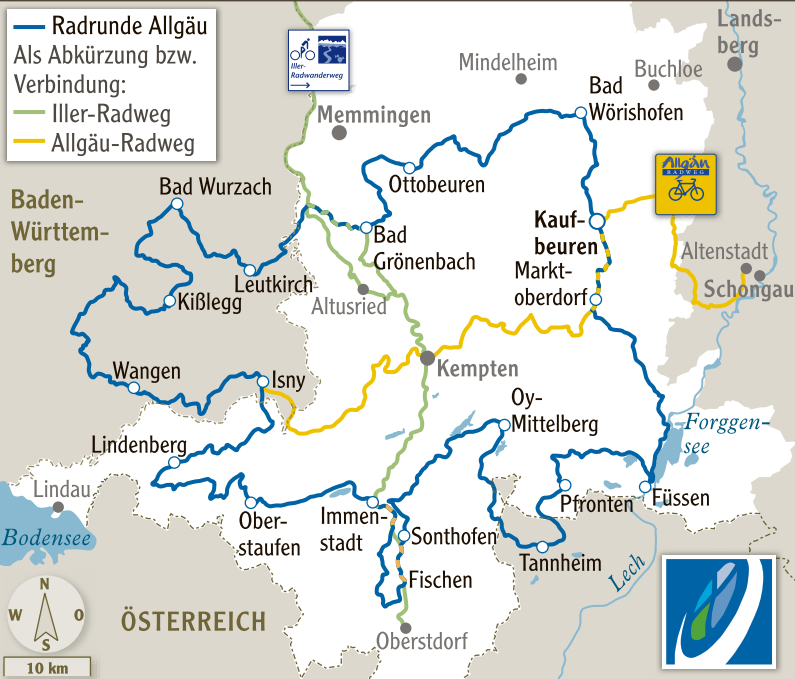 Radrunde Allgäu
Als Abkürzung bzw.
Verbindung:
Iller-Radweg
Allgäu-Radweg
Iller-
Radwanderweg
Lands-
berg
Mindelheim
Buchloe
Bad
Wörishofen
Memmingen
Ottobeuren
Allgäu
RADWEG
Baden-
Württem-
berg
Bad Wurzach
Kauf-
beuren
Bad
Grönenbach
Altenstadt
Schongau
Leutkirch
Markt-
oberdorf
Kißlegg
Altusried
Wangen
Isny
Kempten
Oy-
Mittelberg
Forggen-
see
Lindenberg
Lindau
Bodensee
Ober-
staufen
Immen-
stadt
Sonthofen
Pfronten
Füssen
Tannheim
Lech
Fischen
Oberstdorf
ÖSTERREICH
N
W
O
S
10 km